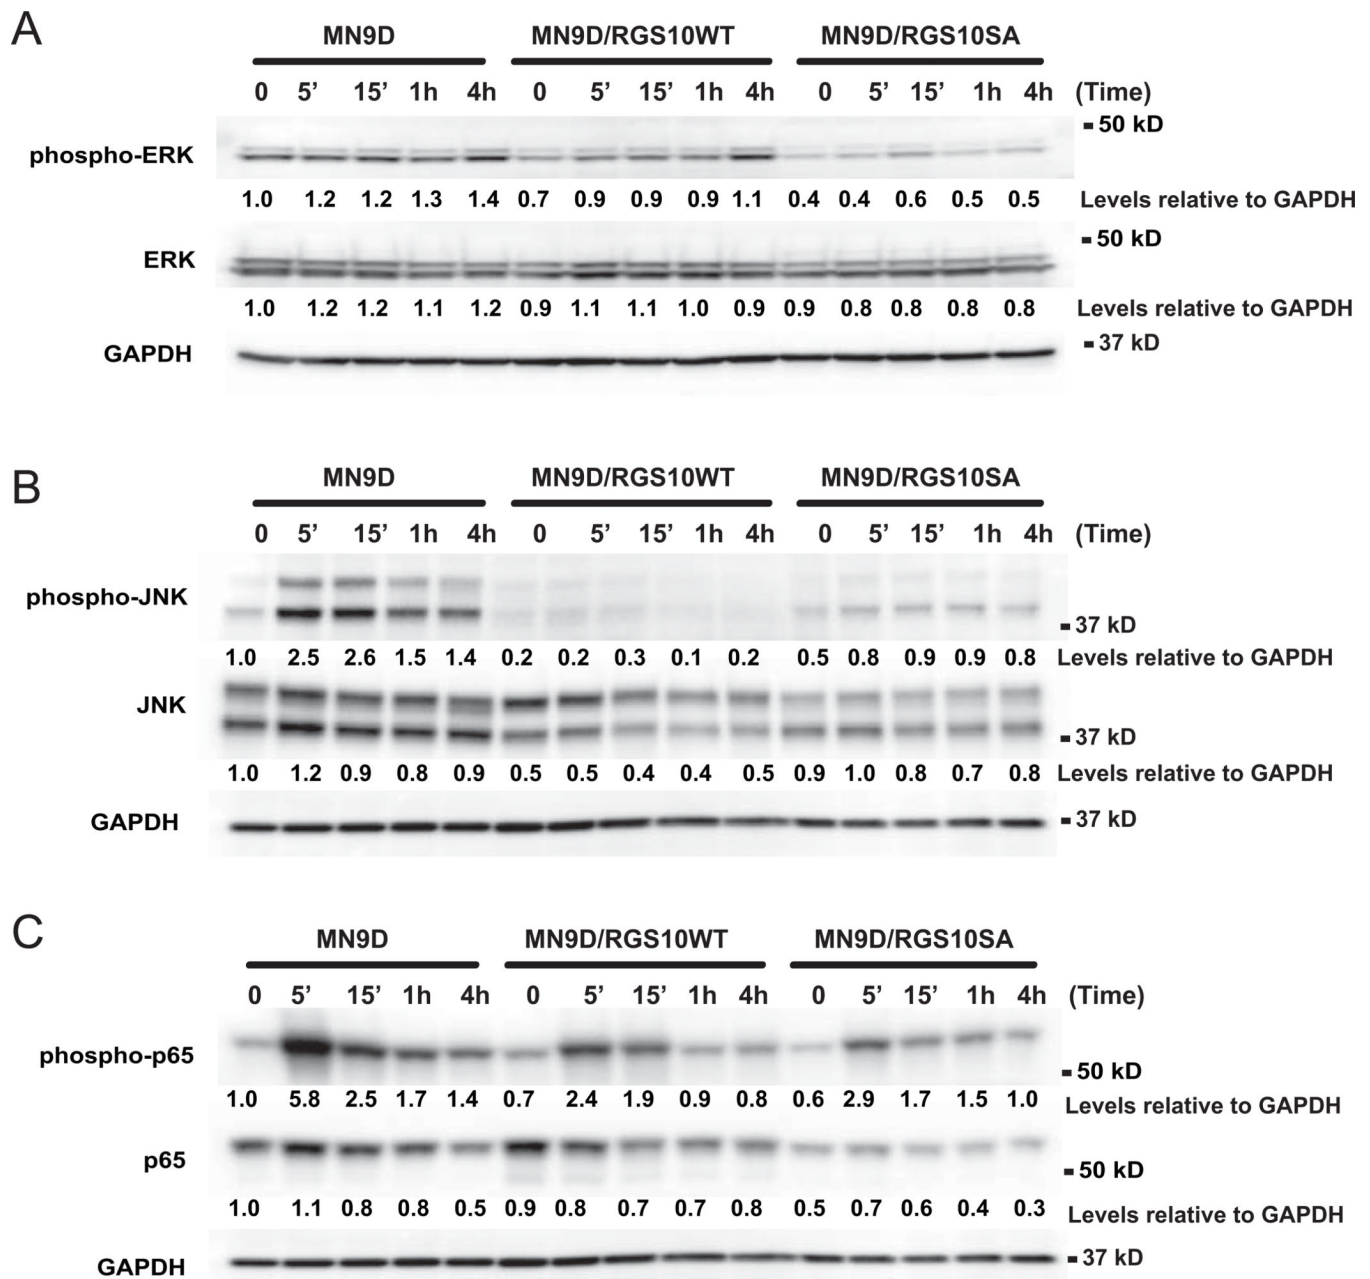 A
MN9D MN9D/RGS10WT MN9D/RGS10SA
0 5' 15' 1h 4h 0 5' 15' 1h 4h 0 5' 15' 1h 4h (Time)
50 kD
phospho-ERK
1.0 1.2 1.2 1.3 1.4 0.7 0.9 0.9 0.9 1.1 0.4 0.4 0.6 0.5 0.5 Levels relative to GAPDH
50 kD
ERK
1.0 1.2 1.2 1.1 1.2 0.9 1.1 1.1 1.0 0.9 0.9 0.8 0.8 0.8 0.8 Levels relative to GAPDH
37 kD
GAPDH
B
MN9D MN9D/RGS10WT MN9D/RGS10SA
0 5' 15' 1h 4h 0 5' 15' 1h 4h 0 5' 15' 1h 4h (Time)
phospho-JNK
37 kD
1.0 2.5 2.6 1.5 1.4 0.2 0.2 0.3 0.1 0.2 0.5 0.8 0.9 0.9 0.8 Levels relative to GAPDH
JNK
37 kD
1.0 1.2 0.9 0.8 0.9 0.5 0.5 0.4 0.4 0.5 0.9 1.0 0.8 0.7 0.8 Levels relative to GAPDH
GAPDH 37 kD
C
MN9D MN9D/RGS10WT MN9D/RGS10SA
0 5' 15' 1h 4h 0 5' 15' 1h 4h 0 5' 15' 1h 4h (Time)
phospho-p65
50 kD
1.0 5.8 2.5 1.7 1.4 0.7 2.4 1.9 0.9 0.8 0.6 2.9 1.7 1.5 1.0 Levels relative to GAPDH
p65
50 kD
1.0 1.1 0.8 0.8 0.5 0.9 0.8 0.7 0.7 0.8 0.5 0.7 0.6 0.4 0.3 Levels relative to GAPDH
GAPDH 37 kD